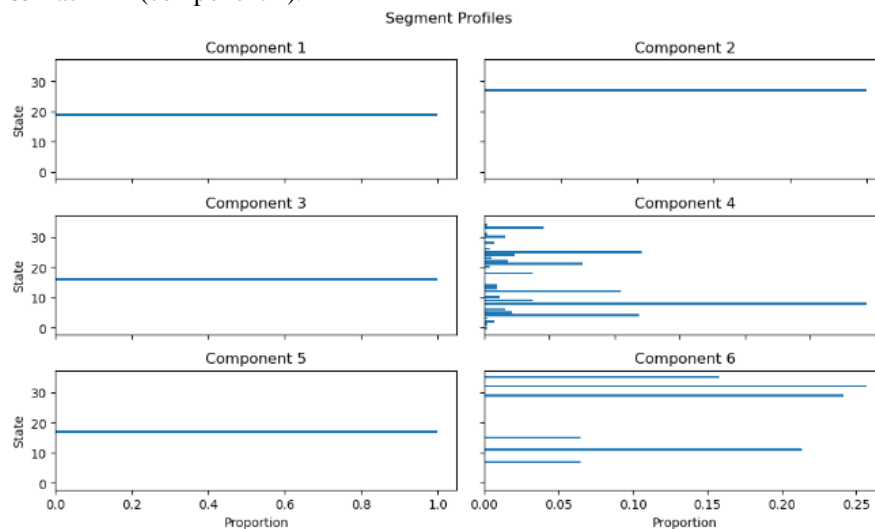 Segment Profiles
Component 1 Component 2
30
20
10
0
State
Component 3 Component 4
30
20
10
0
State
Component 5 Component 6
30
20
10
0
State
0.0 0.2 0.4 0.6 0.8 1.0 0.00 0.05 0.10 0.15 0.20 0.25
Proportion Proportion